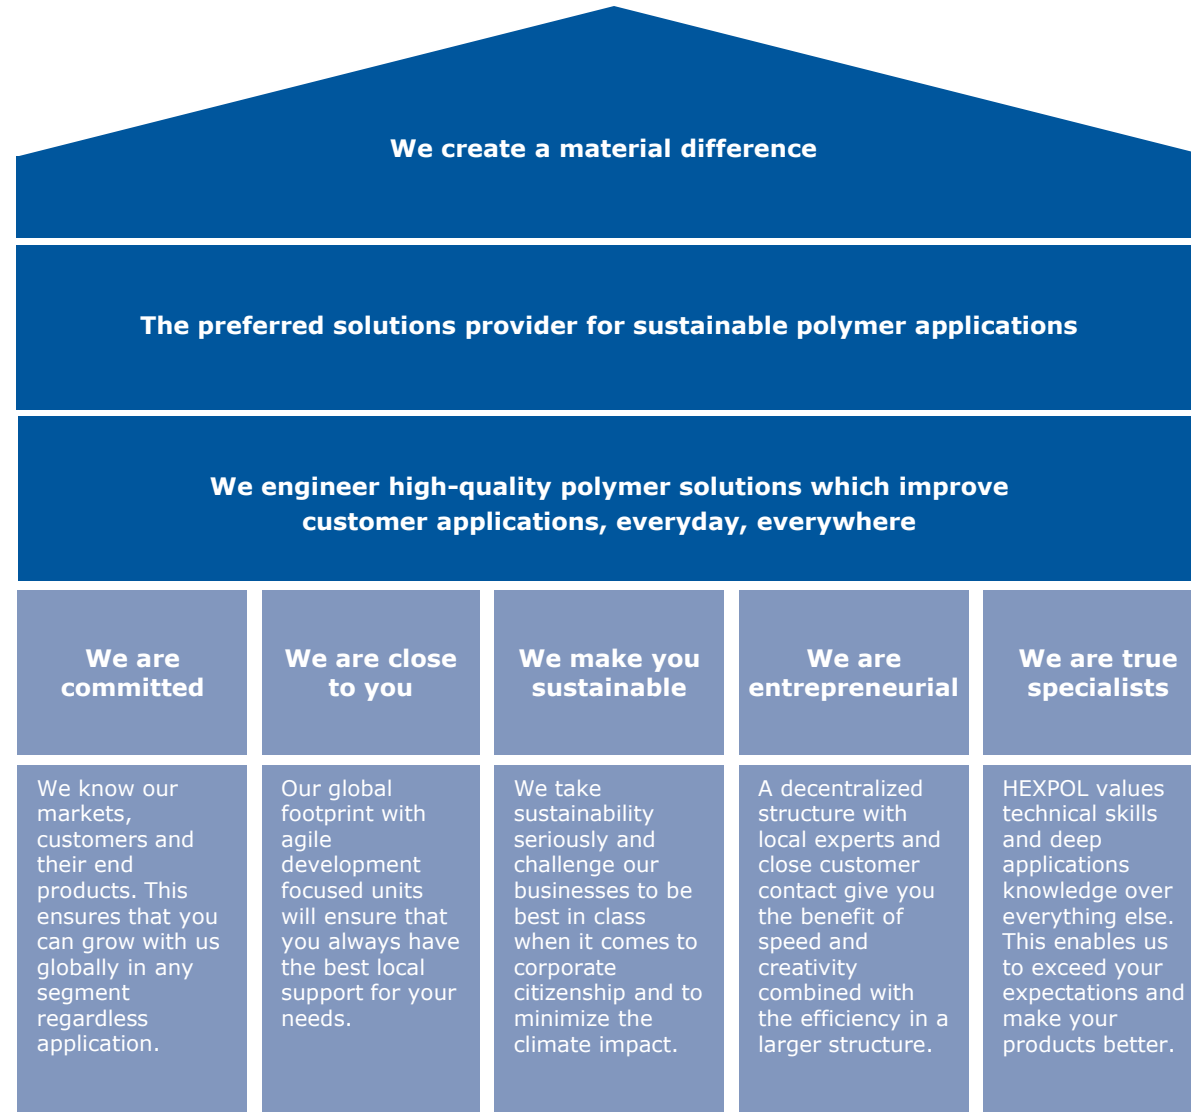 We create a material difference
The preferred solutions provider for sustainable polymer applications
We engineer high-quality polymer solutions which improve
customer applications, everyday, everywhere
We are
committed
We know our
markets,
customers and
their end
products. This
ensures that you
can grow with us
globally in any
segment
regardless
application.
We are close
to you
Our global
footprint with
agile
development
focused units
will ensure that
you always have
the best local
support for your
needs.
We make you
sustainable
We take
sustainability
seriously and
challenge our
businesses to be
best in class
when it comes to
corporate
citizenship and to
minimize the
climate impact.
We are
entrepreneurial
A decentralized
structure with
local experts and
close customer
contact give you
the benefit of
speed and
creativity
combined with
the efficiency in a
larger structure.
We are true
specialists
HEXPOL values
technical skills
and deep
applications
knowledge over
everything else.
This enables us
to exceed your
expectations and
make your
products better.